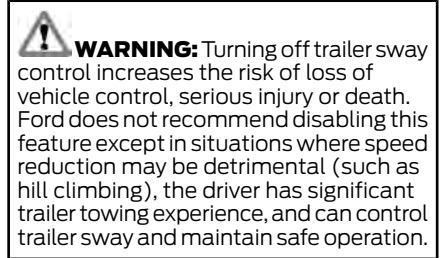 WARNING: Turning off trailer sway
control increases the risk of loss of
vehicle control, serious injury or death.
Ford does not recommend disabling this
feature except in situations where speed
reduction may be detrimental (such as
hill climbing), the driver has significant
trailer towing experience, and can control
trailer sway and maintain safe operation.